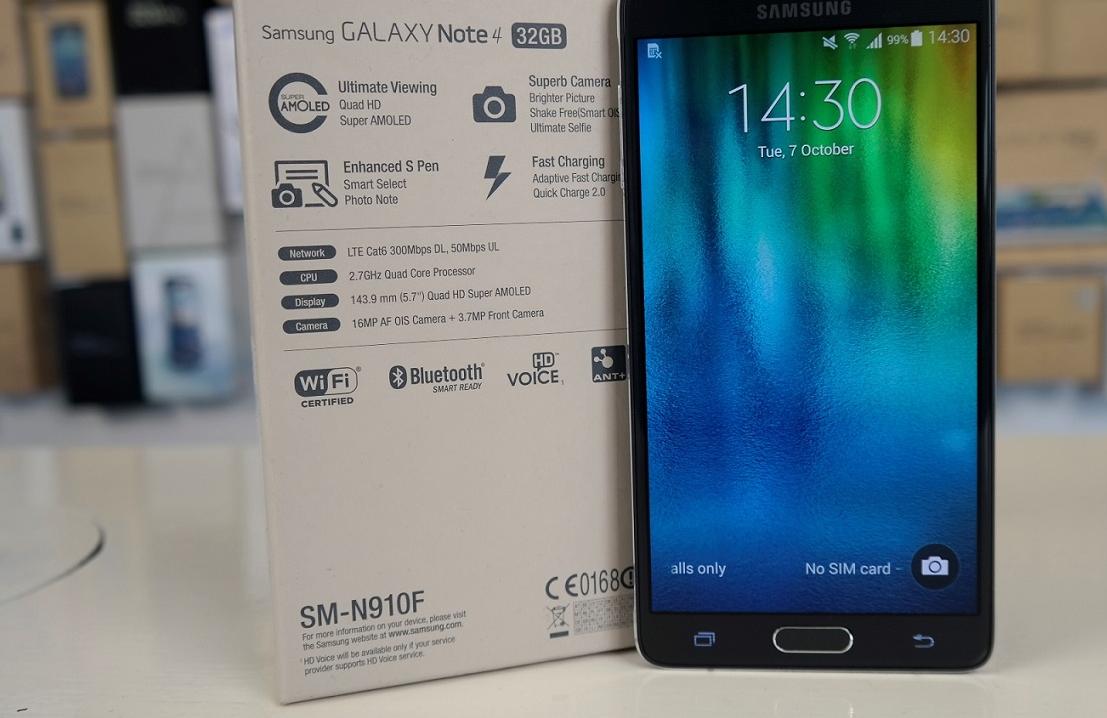 Samsung GALAXY Note 4 32GB
SUPER
AMOLED
Ultimate Viewing
Quad HD
Super AMOLED
Superb Camera
Brighter Picture
Shake Free(Smart OIS
Ultimate Selfie
Enhanced S Pen
Smart Select
Photo Note
Fast Charging
Adaptive Fast Chargin
Quick Charge 2.0
Network LTE Cat6 300Mbps DL, 50Mbps UL
CPU 2.7GHz Quad Core Processor
Display 143.9 mm (5.7") Quad HD Super AMOLED
Camera 16MP AF OIS Camera + 3.7MP Front Camera
Wi Fi®
CERTIFIED
Bluetooth®
SMART READY
HD™
VOICE1
ANT+
SM-N910F
For more information on your device, please visit
the Samsung website at www.samsung.com.
¹ HD Voice will be available only if your service
provider supports HD Voice service.
CE0168
SAMSUNG
99% 14:30
14:30
Tue, 7 October
alls only No SIM card -